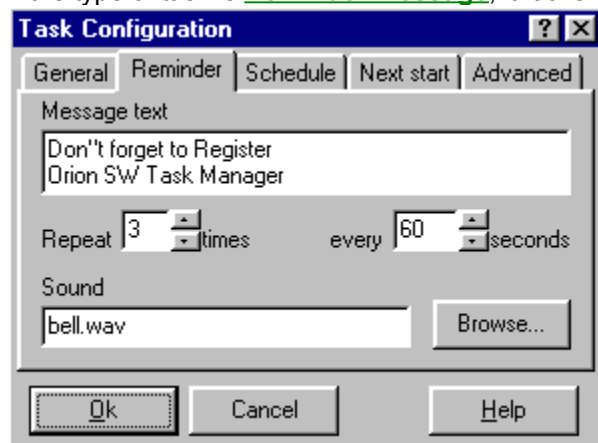 Task Configuration ? ×
General Reminder Schedule Next start Advanced
Message text
Don''t forget to Register
Orion SW Task Manager
Repeat 3 times every 60 seconds
Sound
bell.wav Browse...
Ok Cancel Help